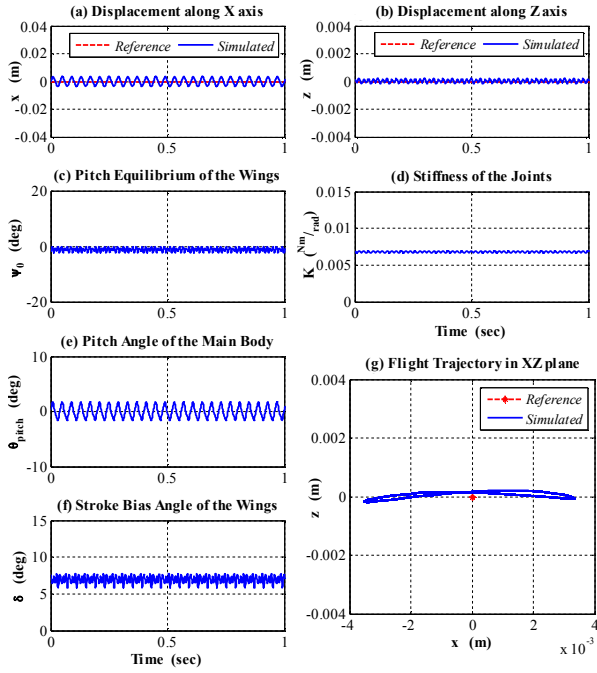 (a) Displacement along X axis
0.04
0.02
0
-0.02
-0.04
x (m)
Reference
Simulated
0
0.5
1
(b) Displacement along Z axis
0.004
0.002
0
-0.002
-0.004
z (m)
Reference
Simulated
0
0.5
1
(c) Pitch Equilibrium of the Wings
20
0
-20
Ψ0 (deg)
0
0.5
1
(d) Stiffness of the Joints
0.015
0.01
0.005
0
K (Nm/rad)
0
0.5
1
Time (sec)
(e) Pitch Angle of the Main Body
10
0
-10
θpitch (deg)
0
0.5
1
(f) Stroke Bias Angle of the Wings
15
10
5
0
δ (deg)
0
0.5
1
Time (sec)
(g) Flight Trajectory in XZ plane
0.004
0.002
0
-0.002
-0.004
z (m)
Reference
Simulated
-4
-2
0
2
4
x (m)
x 10-3